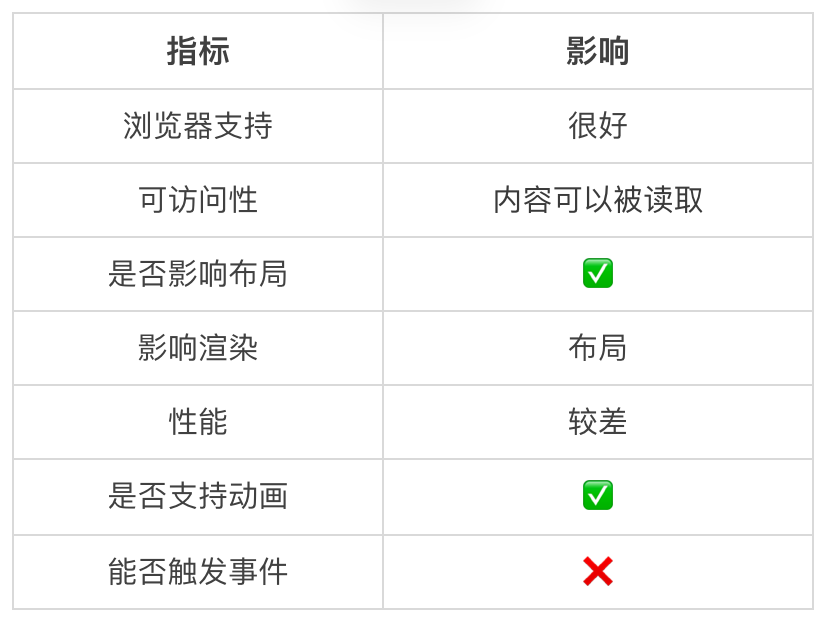 指标 影响
浏览器支持 很好
可访问性 内容可以被读取
是否影响布局 ✅
影响渲染 布局
性能 较差
是否支持动画 ✅
能否触发事件 ❌